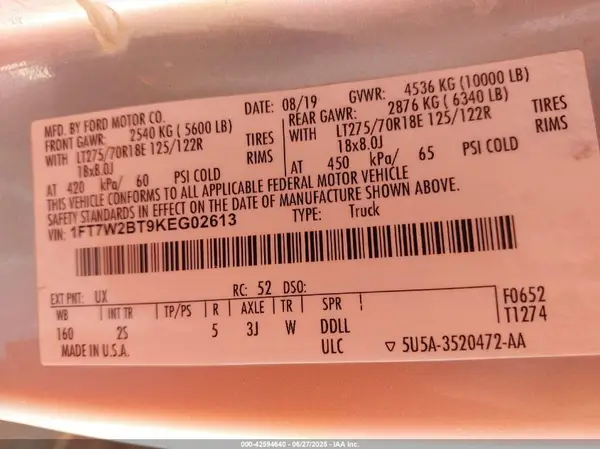 MFD. BY FORD MOTOR CO.
DATE: 08/19 GVWR: 4536 KG (10000 LB)
FRONT GAWR: 2540 KG ( 5600 LB)
REAR GAWR: 2876 KG ( 6340 LB)
WITH LT275/70R18E 125/122R TIRES
WITH LT275/70R18E 125/122R TIRES
18x8.0J RIMS
18x8.0J RIMS
AT 420 kPa/ 60 PSI COLD
AT 450 kPa/ 65 PSI COLD
THIS VEHICLE CONFORMS TO ALL APPLICABLE FEDERAL MOTOR VEHICLE
SAFETY STANDARDS IN EFFECT ON THE DATE OF MANUFACTURE SHOWN ABOVE.
VIN: 1FT7W2BT9KEG02613 TYPE: Truck
EXT PNT: UX RC: 52 DSO:
WB INT TR TP/PS R AXLE TR SPR
160 2S 5 3J W DDLL
ULC
F0652
T1274
MADE IN U.S.A.
▽ 5U5A-3520472-AA
000-42594640 - 06/27/2025 - IAA Inc.